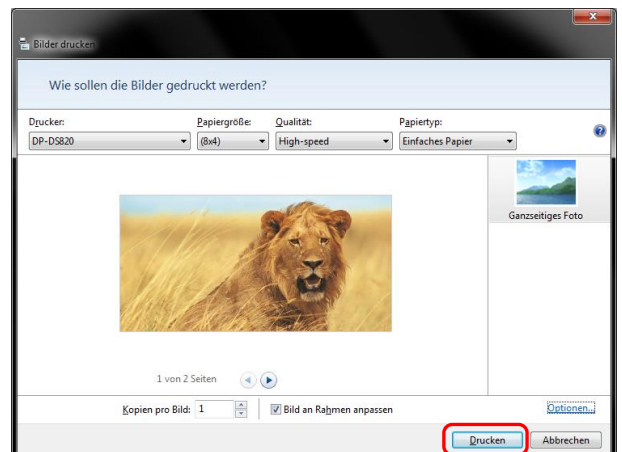 Bilder drucken
Wie sollen die Bilder gedruckt werden?
Drucker: Papiergröße: Qualität: Papiertyp:
DP-DS820 (8x4) High-speed Einfaches Papier
Ganzseitiges Foto
1 von 2 Seiten
Kopien pro Bild: 1 Bild an Rahmen anpassen Optionen...
Drucken Abbrechen